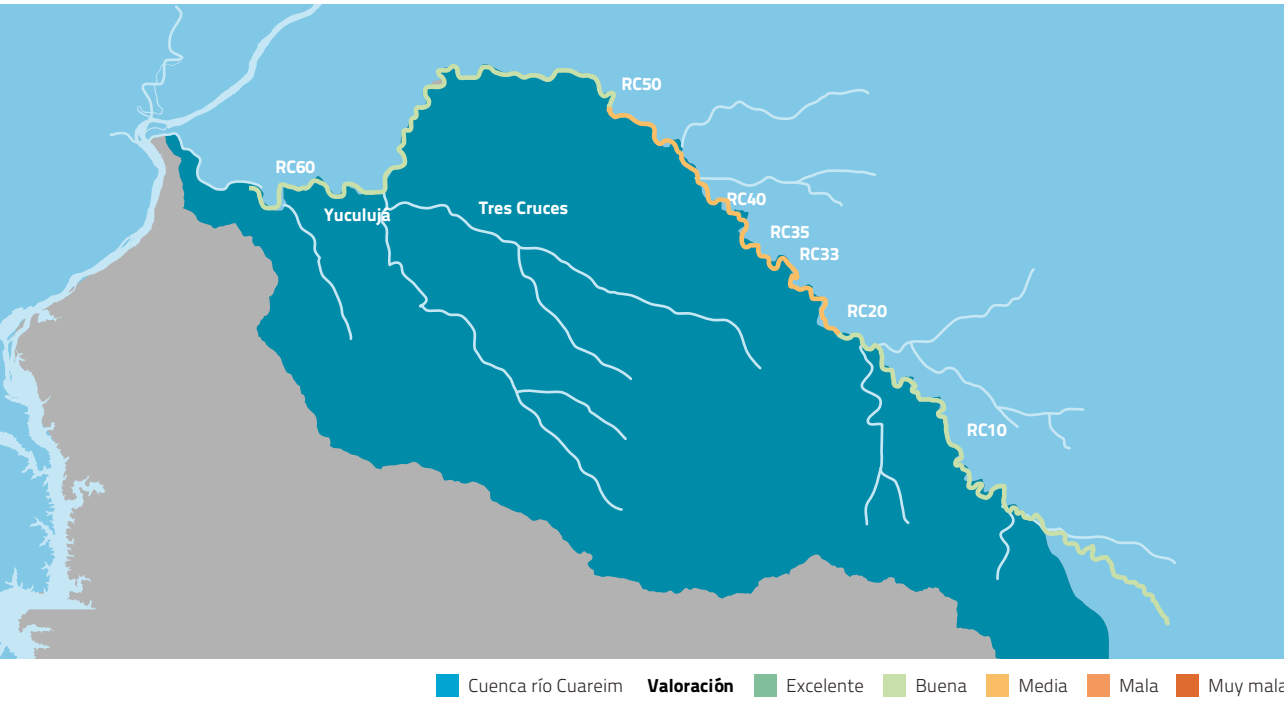 RC50
RC60
RC40
Yuculujá
Tres Cruces
RC35
RC33
RC20
RC10
Cuenca río Cuareim Valoración Excelente Buena Media Mala Muy mala